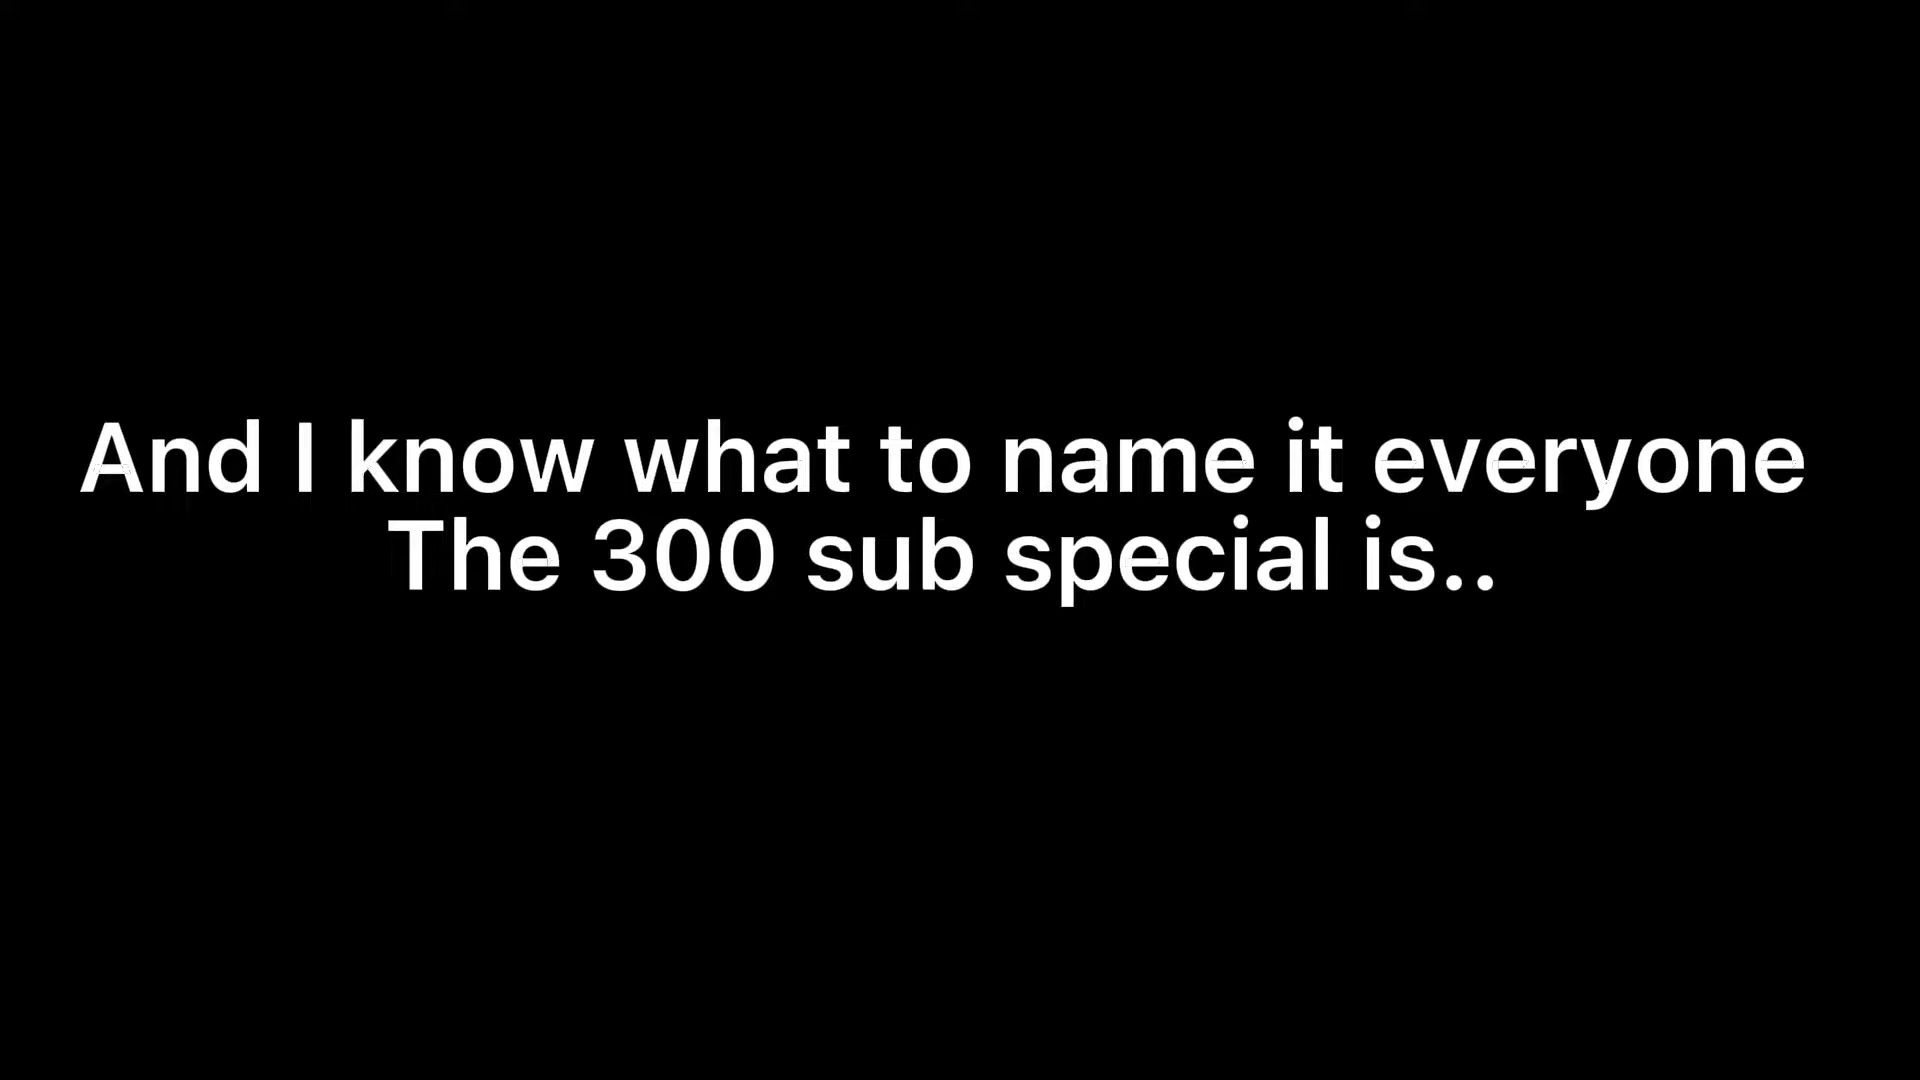 And I know what to name it everyone
The 300 sub special is..